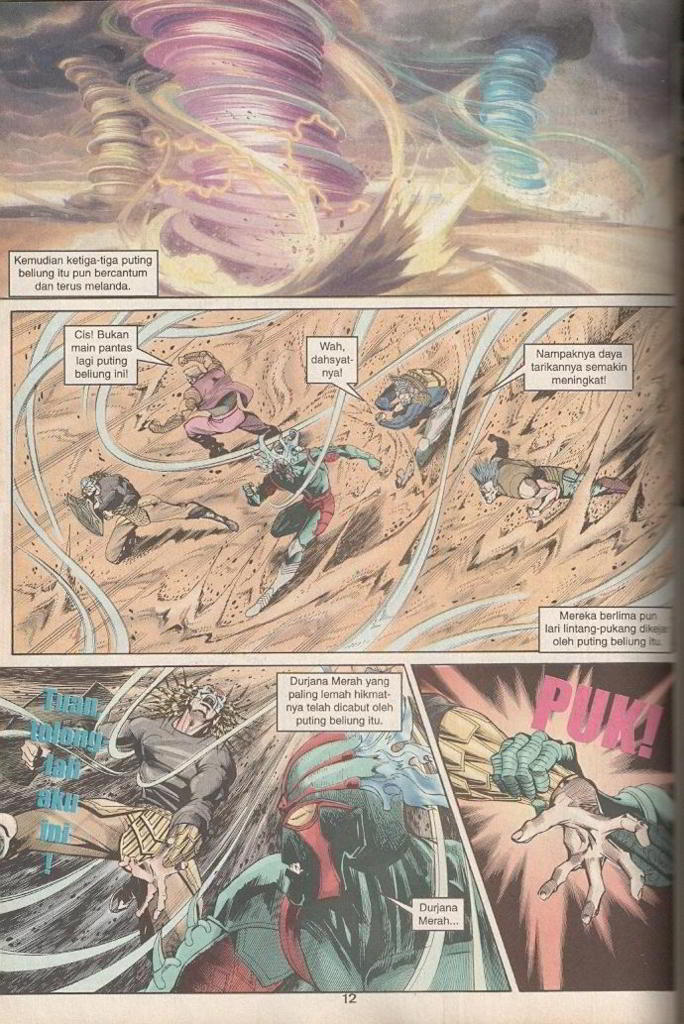 Kemudian ketiga-tiga puting
beliung itu pun bercantum
dan terus melanda.
Cis! Bukan
main pantas
lagi puting
beliung ini!
Wah,
dahsyat-
nya!
Nampaknya daya
tarikannya semakin
meningkat!
Mereka berlima pun
lari lintang-pukang dikejar
oleh puting beliung itu.
Tuan
tolong
lah
aku
ini
!
Durjana Merah yang
paling lemah hikmat-
nya telah dicabut oleh
puting beliung itu.
Durjana
Merah...
PUK!
12